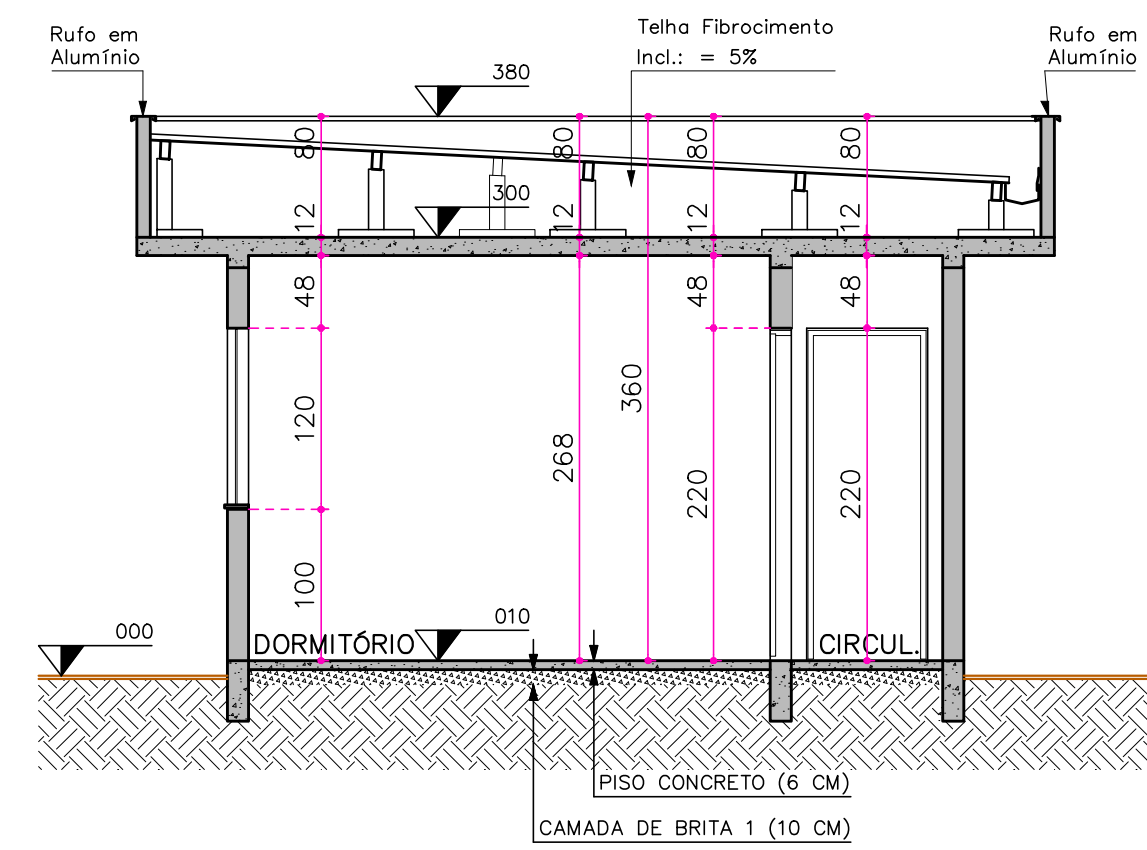 Rufo em
Alumínio
Telha Fibrocimento
Incl.: = 5%
Rufo em
Alumínio
380
80
80
80
80
300
12
12
12
12
48
48
48
360
120
268
220
220
100
000
DORMITÓRIO
010
CIRCUL.
PISO CONCRETO (6 CM)
CAMADA DE BRITA 1 (10 CM)